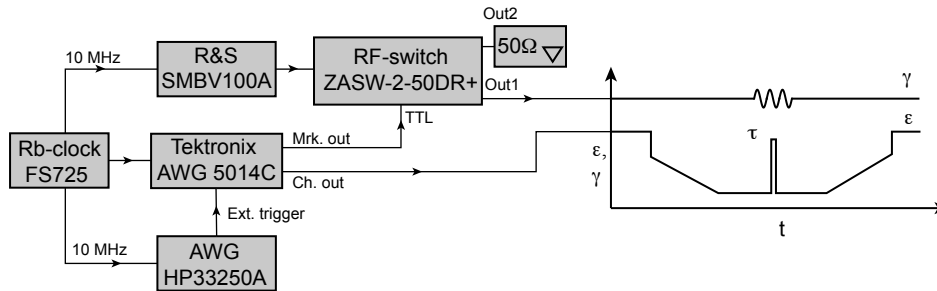 Out2
10 MHz
R&S
SMBV100A
RF-switch
ZASW-2-50DR+
50Ω
Out1
γ
TTL
ε
Rb-clock
FS725
Tektronix
AWG 5014C
Mrk. out
τ
ε,
γ
Ch. out
Ext. trigger
t
10 MHz
AWG
HP33250A